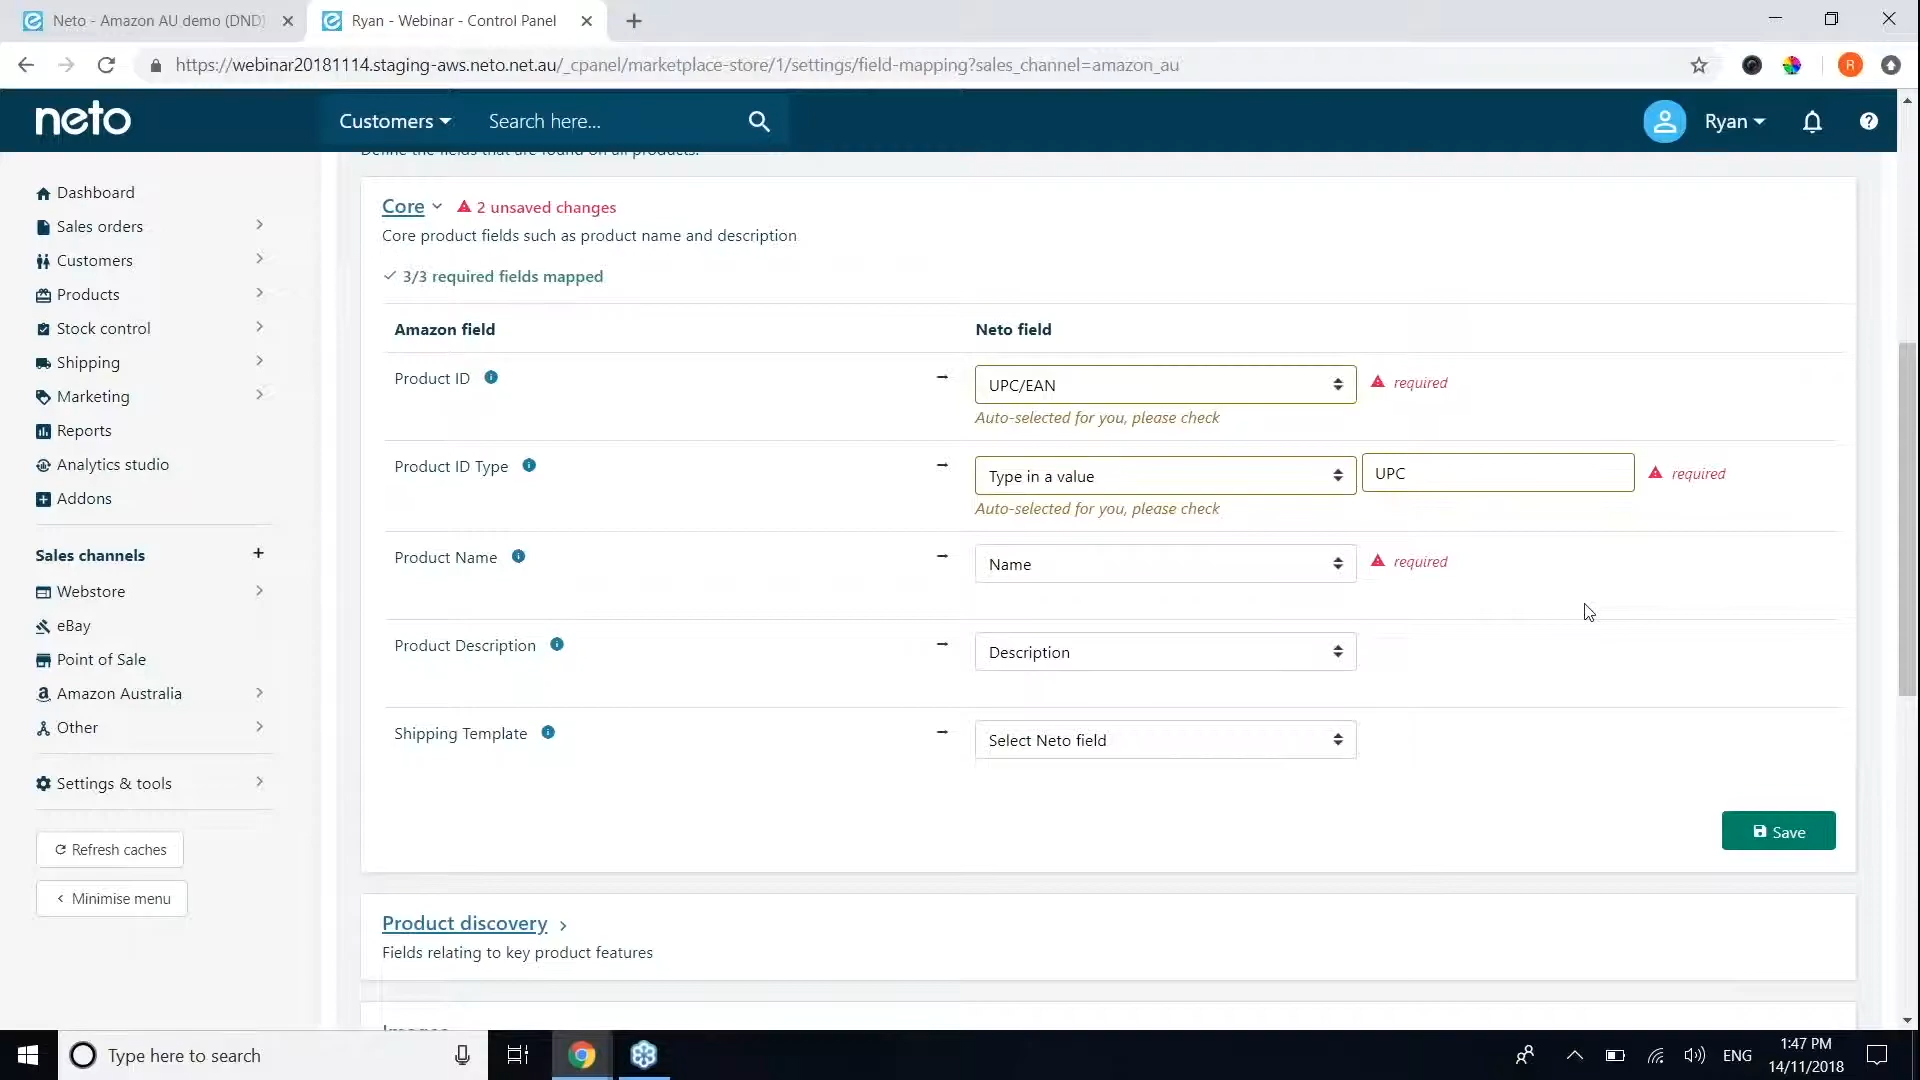 Neto - Amazon AU demo (DND)
Ryan - Webinar - Control Panel
https://webinar20181114.staging-aws.neto.net.au/_cpanel/marketplace-store/1/settings/field-mapping?sales_channel=amazon_au
R
neto
Customers
Search here...
Ryan
Define the fields that are found on all products.
Dashboard
Sales orders
Customers
Products
Stock control
Shipping
Marketing
Reports
Analytics studio
Addons
Sales channels
Webstore
eBay
Point of Sale
Amazon Australia
Other
Settings & tools
Refresh caches
Minimise menu
Core 2 unsaved changes
Core product fields such as product name and description
3/3 required fields mapped
Amazon field Neto field
Product ID UPC/EAN required
Auto-selected for you, please check
Product ID Type Type in a value UPC required
Auto-selected for you, please check
Product Name Name required
Product Description Description
Shipping Template Select Neto field
Save
Product discovery
Fields relating to key product features
Images
Type here to search
ENG
1:47 PM
14/11/2018